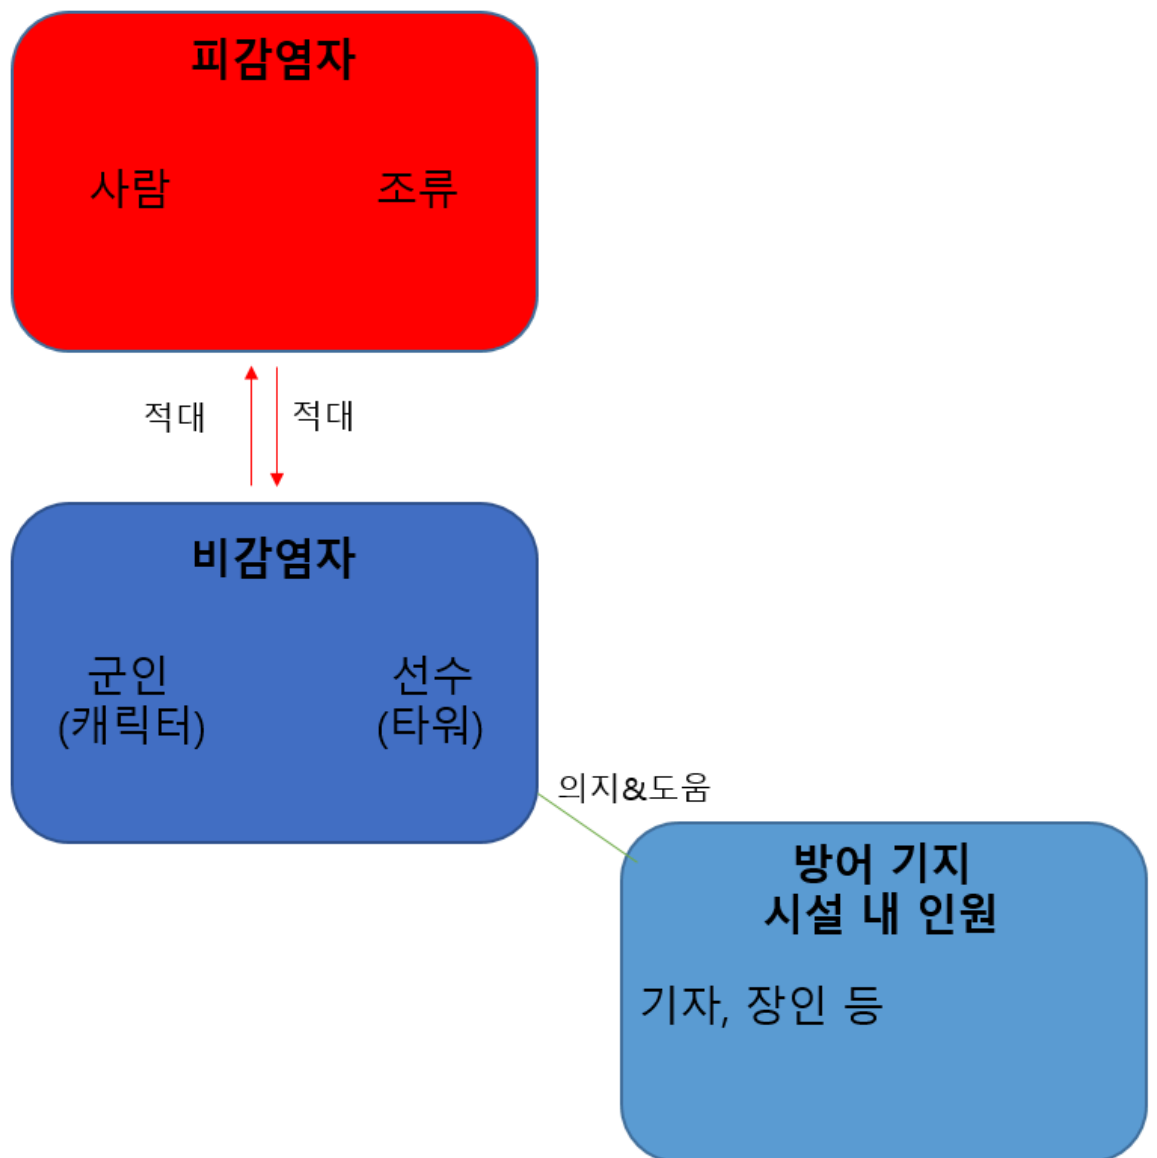 피감염자
사람 조류
적대 적대
비감염자
군인 선수
(캐릭터) (타워)
의지&도움
방어 기지
시설 내 인원
기자, 장인 등